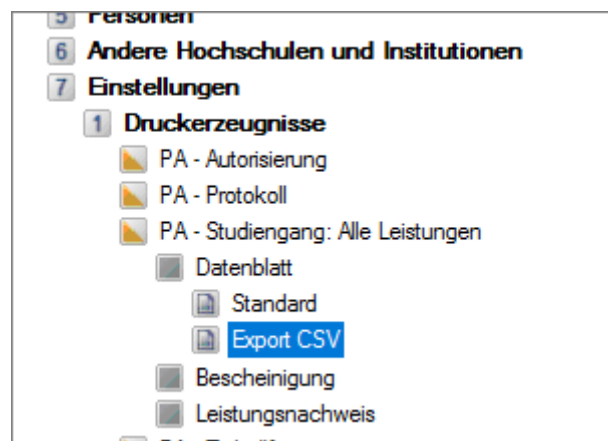 5 Personen
6 Andere Hochschulen und Institutionen
7 Einstellungen
1 Druckerzeugnisse
PA - Autorisierung
PA - Protokoll
PA - Studiengang: Alle Leistungen
Datenblatt
Standard
Export CSV
Bescheinigung
Leistungsnachweis